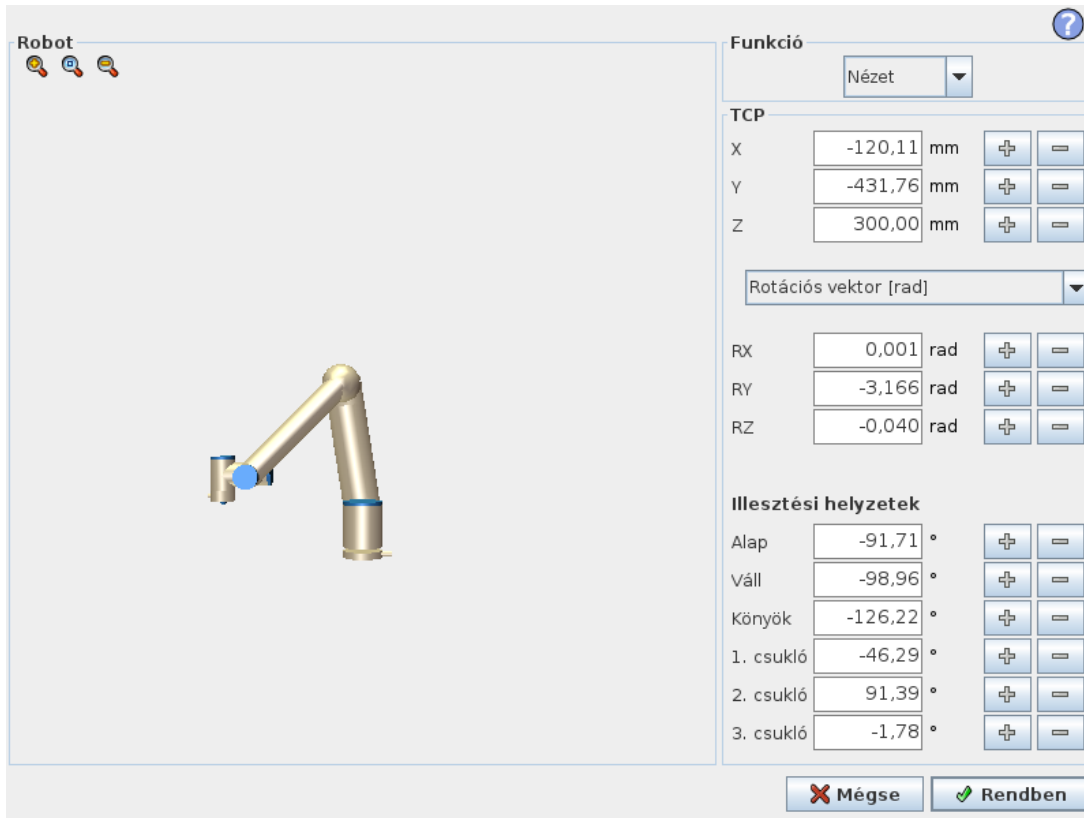 ?
Robot
Funkció
Nézet
TCP
X -120,11 mm
Y -431,76 mm
Z 300,00 mm
Rotációs vektor [rad]
RX 0,001 rad
RY -3,166 rad
RZ -0,040 rad
Illesztési helyzetek
Alap -91,71 °
Váll -98,96 °
Könyök -126,22 °
1. csukló -46,29 °
2. csukló 91,39 °
3. csukló -1,78 °
Mégse Rendben